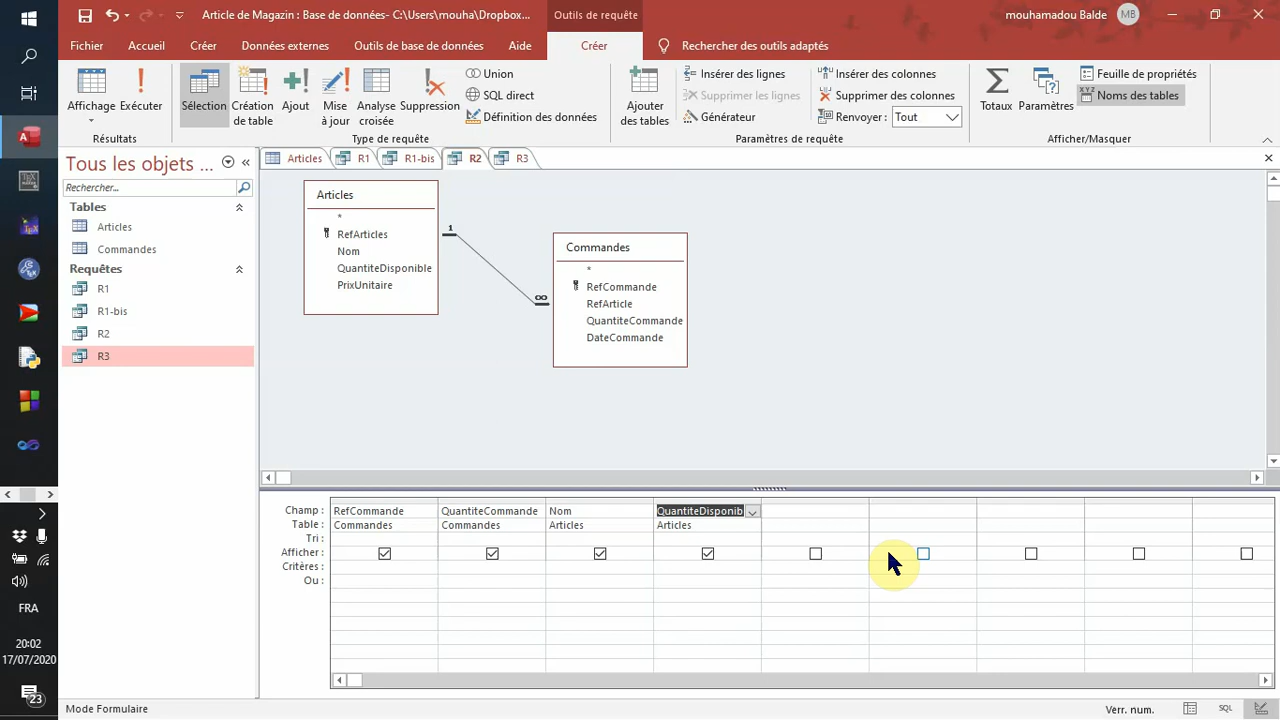 Article de Magazin : Base de données- C:\Users\mouha\Dropbox...
Outils de requête
mouhamadou Balde
MB
Fichier
Accueil
Créer
Données externes
Outils de base de données
Aide
Créer
Rechercher des outils adaptés
Affichage
Exécuter
Sélection
Création de table
Ajout
Mise à jour
Analyse croisée
Suppression
Union
SQL direct
Définition des données
Ajouter des tables
Insérer des lignes
Supprimer les lignes
Générateur
Insérer des colonnes
Supprimer des colonnes
Renvoyer : Tout
Totaux
Paramètres
Feuille de propriétés
Noms des tables
Résultats
Type de requête
Paramètres de requête
Afficher/Masquer
Tous les objets ...
Rechercher...
Tables
Articles
Commandes
Requêtes
R1
R1-bis
R2
R3
Articles
R1
R1-bis
R2
R3
Articles
*
RefArticles
Nom
QuantiteDisponible
PrixUnitaire
1
∞
Commandes
*
RefCommande
RefArticle
QuantiteCommande
DateCommande
Champ : RefCommande QuantiteCommande Nom QuantiteDisponib
Table : Commandes Commandes Articles Articles
Tri :
Afficher :
Critères :
Ou :
FRA
20:02
17/07/2020
23
Mode Formulaire
Verr. num.
SQL